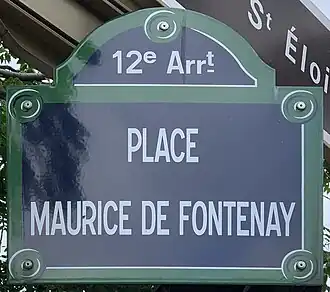 12e Arrt
PLACE
MAURICE DE FONTENAY
St Éloi